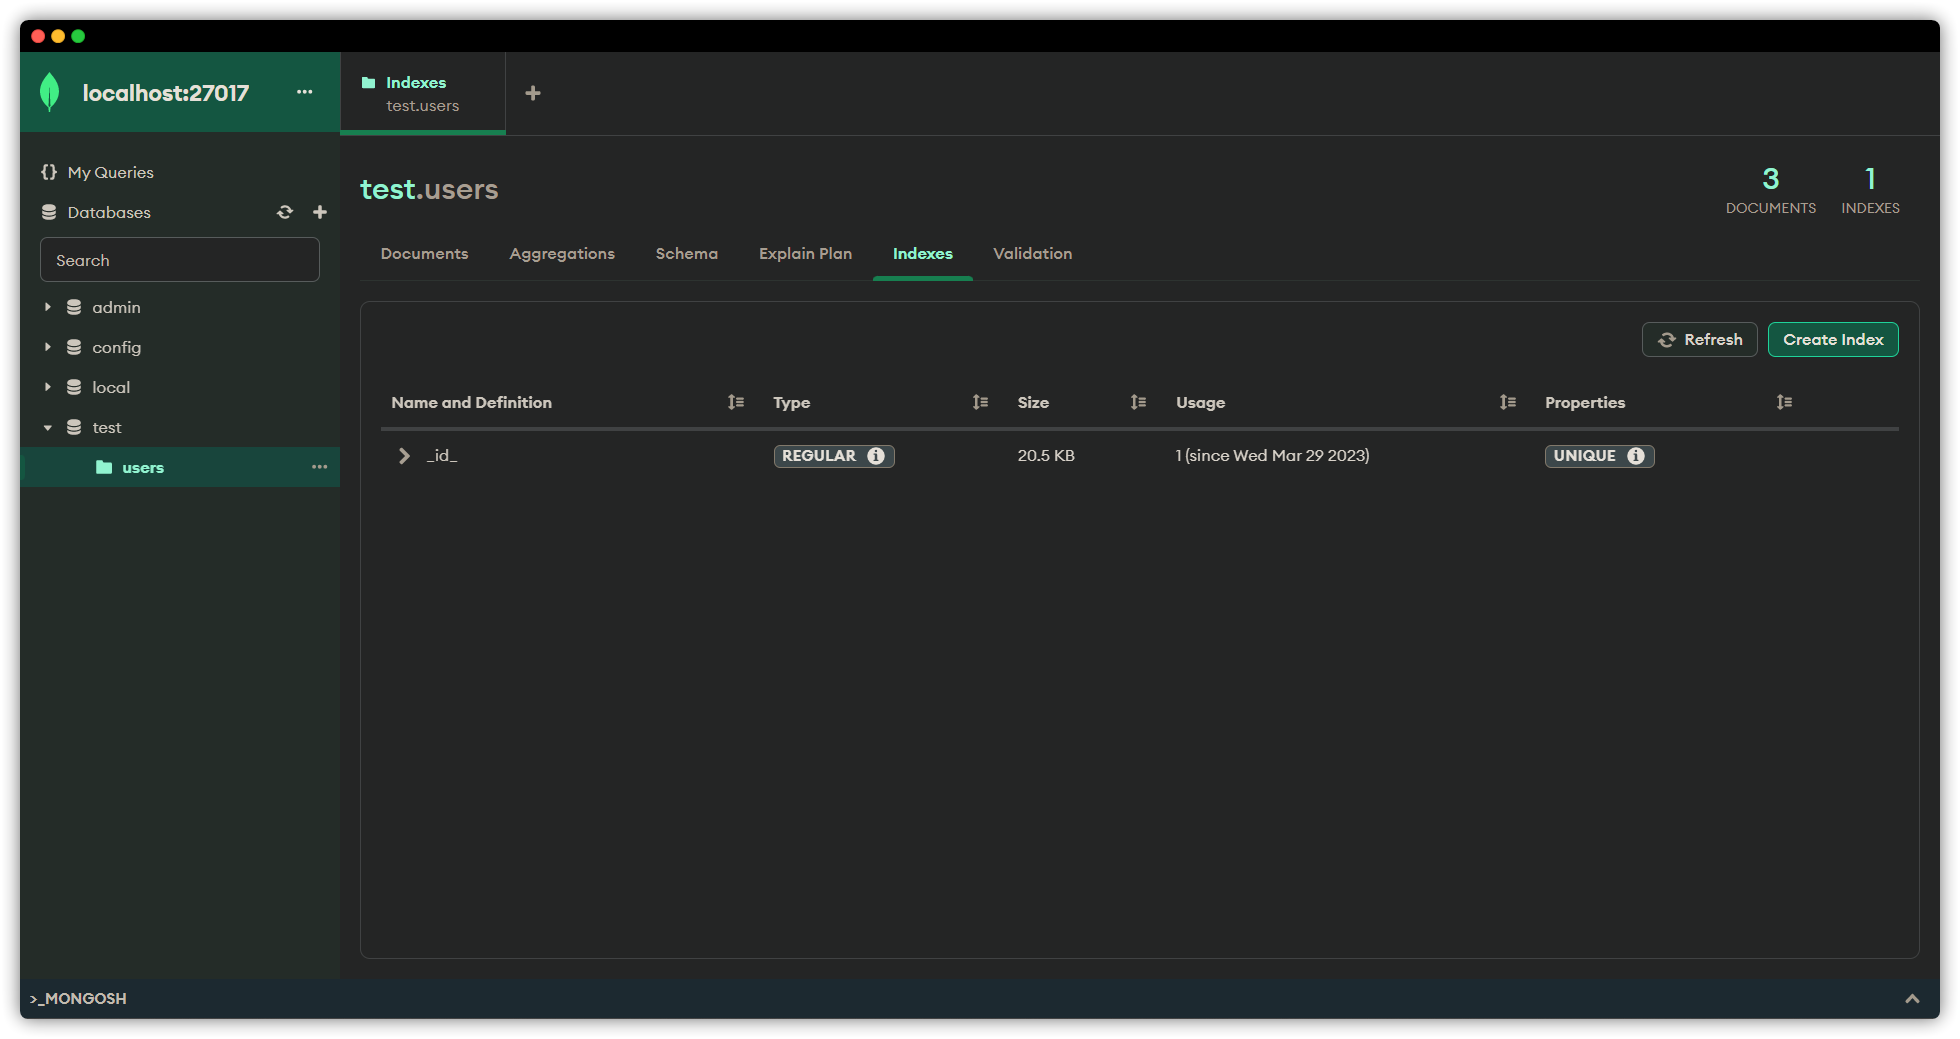 localhost:27017
Indexes
test.users
My Queries
Databases
Search
admin
config
local
test
users
test.users
3
DOCUMENTS
1
INDEXES
Documents Aggregations Schema Explain Plan Indexes Validation
Refresh Create Index
Name and Definition Type Size Usage Properties
_id_ REGULAR 20.5 KB 1 (since Wed Mar 29 2023) UNIQUE
>_MONGOSH